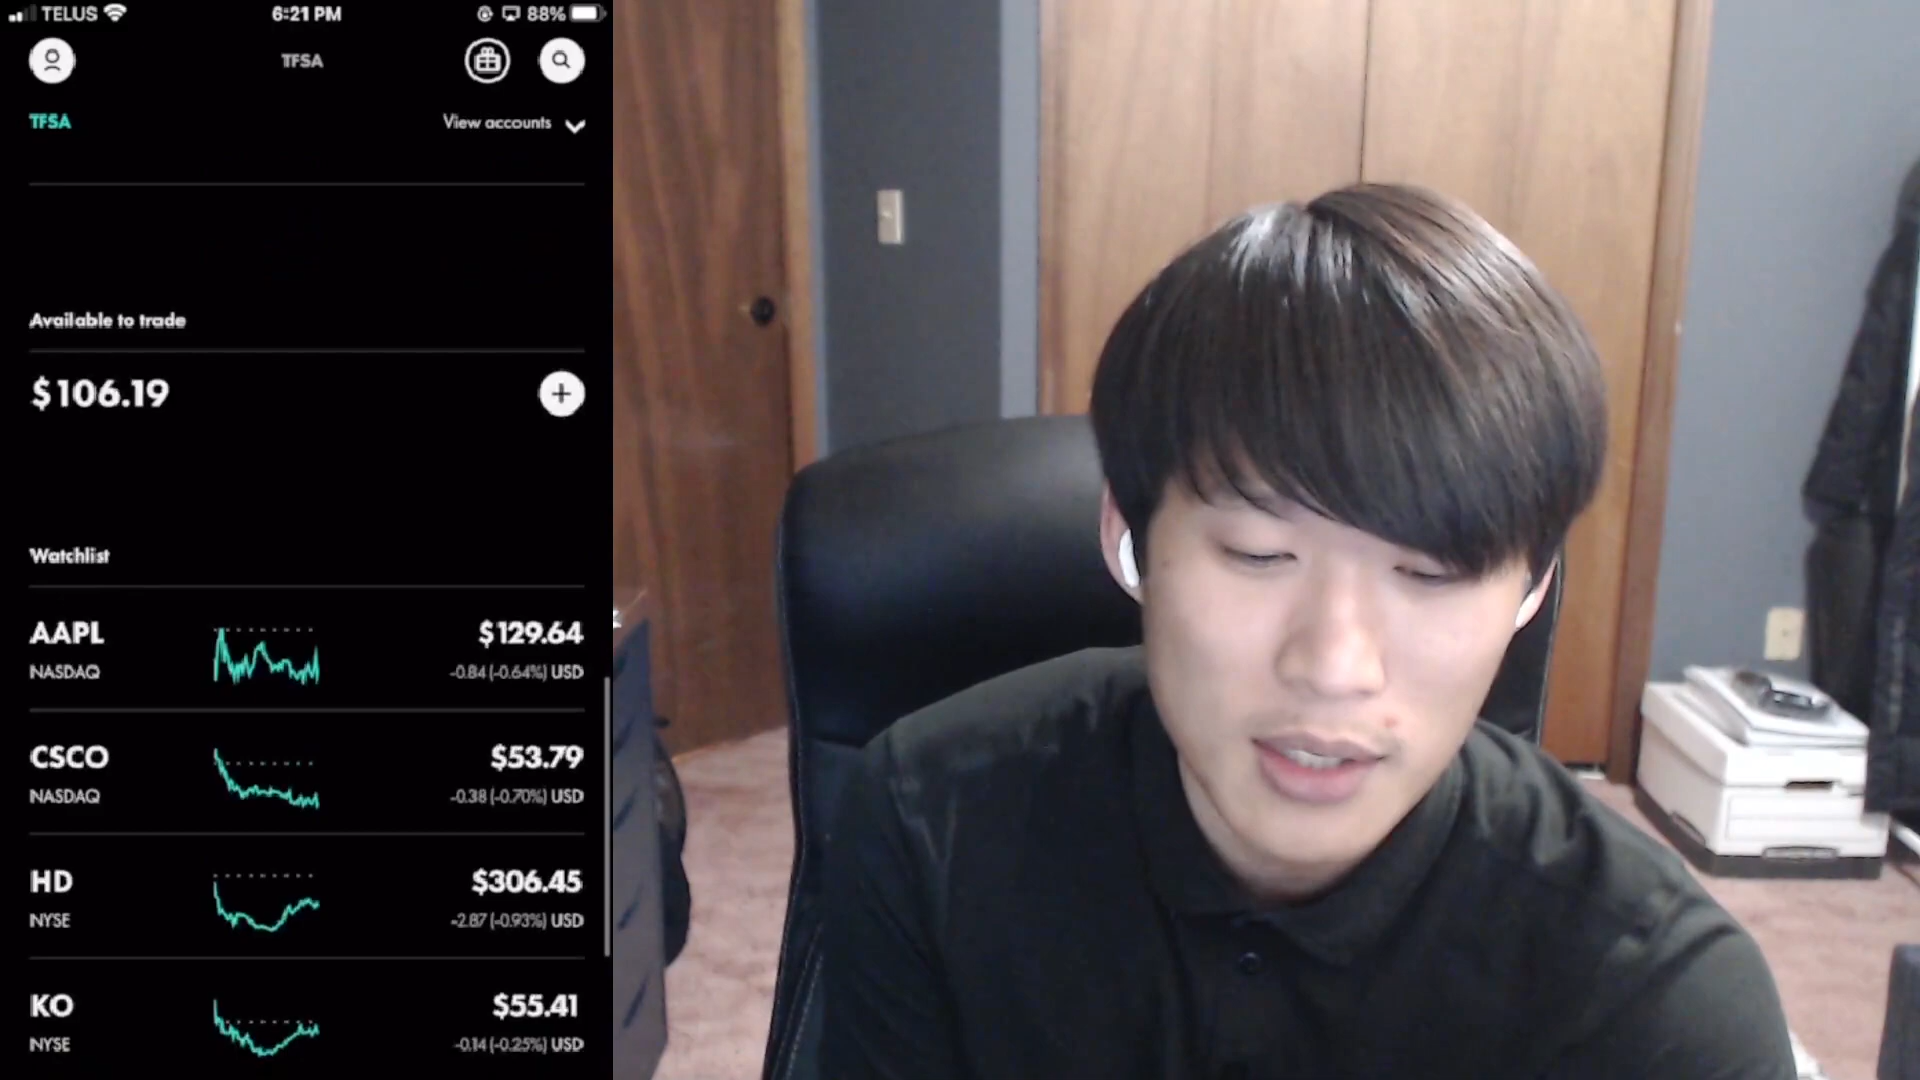 TELUS 6:21 PM 88%
TFSA
TFSA View accounts
Available to trade
$106.19
Watchlist
AAPL $129.64
NASDAQ -0.84 (-0.64%) USD
CSCO $53.79
NASDAQ -0.38 (-0.70%) USD
HD $306.45
NYSE -2.87 (-0.93%) USD
KO $55.41
NYSE -0.14 (-0.25%) USD